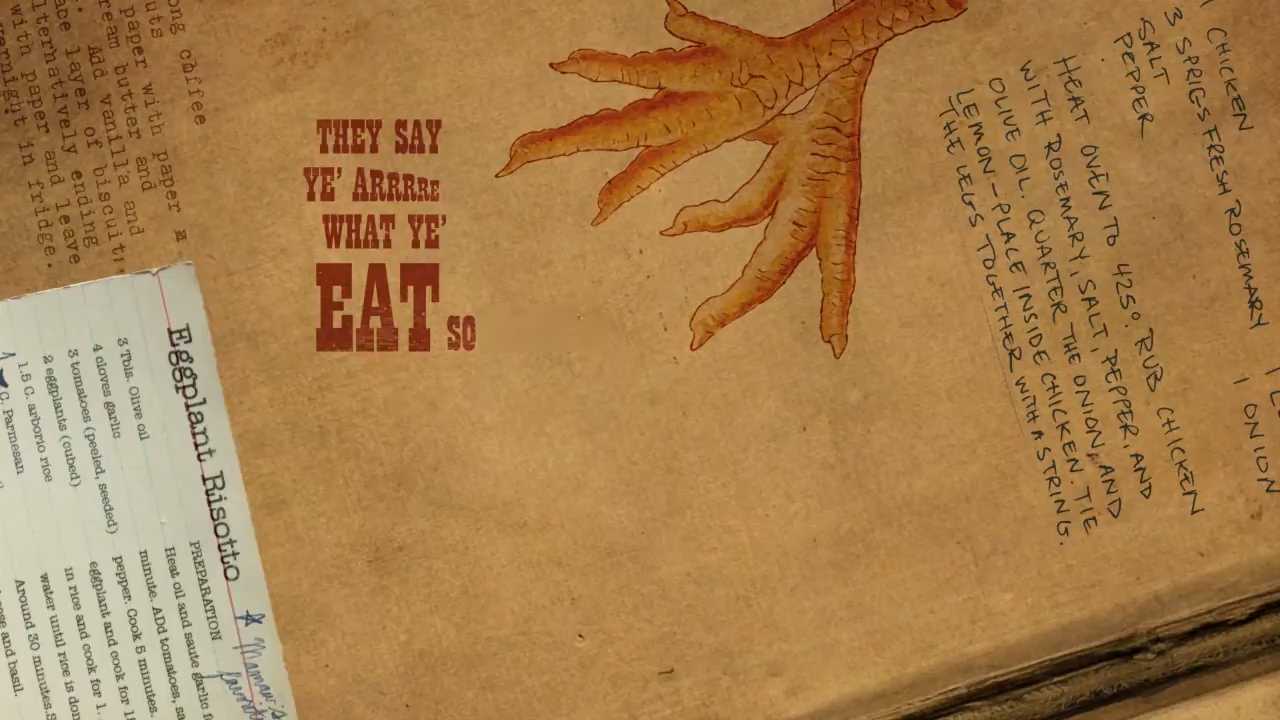 ong coffee
uts
paper with paper
ream butter and
Add vanilla and
ace layer of biscuit
lternatively ending
with paper and leave
vernight in fridge.
THEY SAY
YE' ARRRRE
WHAT YE'
EAT SO
1 CHICKEN
3 SPRIGS FRESH ROSEMARY
SALT
PEPPER
1 ONION
HEAT OVEN TO 425°. RUB CHICKEN
WITH ROSEMARY, SALT, PEPPER, AND
OLIVE OIL. QUARTER THE ONION, AND
LEMON - PLACE INSIDE CHICKEN. TIE
THE LEGS TOGETHER WITH A STRING.
Eggplant Risotto
3 Tbls. Olive oil
4 cloves garlic
3 tomatoes (peeled, seeded)
2 eggplants (cubed)
1.5 C. arborio rice
C. Parmesan
PREPARATION
Heat oil and saute garlic f
minute. ADd tomatoes, sa
pepper. Cook 5 minutes.
eggplant and cook for 1
in rice and cook for 1
water until rice is don
Around 30 minutes.
and basil.